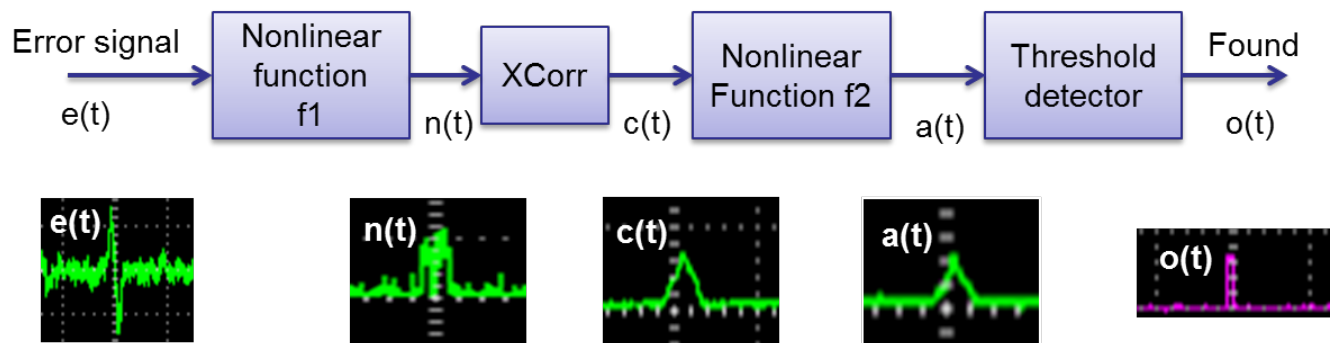 Error signal
e(t)
Nonlinear
function
f1
n(t)
XCorr
c(t)
Nonlinear
Function f2
a(t)
Threshold
detector
Found
o(t)
e(t)
n(t)
c(t)
a(t)
o(t)